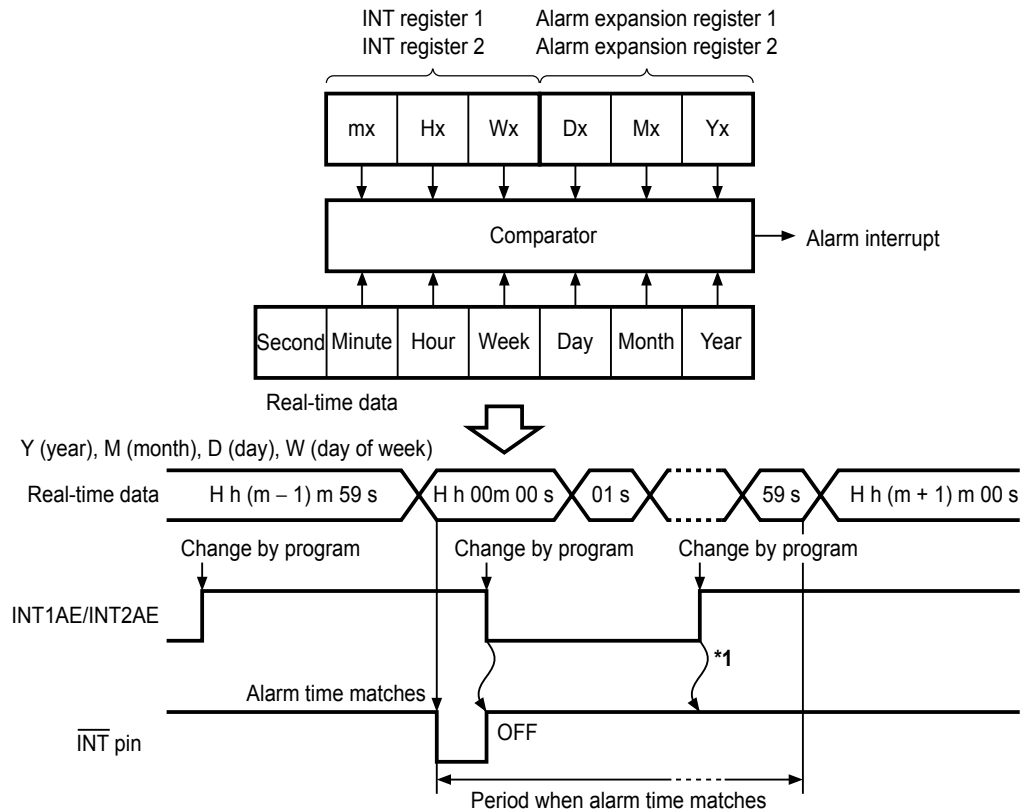 INT register 1
INT register 2
Alarm expansion register 1
Alarm expansion register 2
mx Hx Wx Dx Mx Yx
Comparator
Alarm interrupt
Second Minute Hour Week Day Month Year
Real-time data
Y (year), M (month), D (day), W (day of week)
Real-time data
H h (m − 1) m 59 s
H h 00m 00 s
01 s
59 s
H h (m + 1) m 00 s
Change by program
Change by program
Change by program
INT1AE/INT2AE
*1
Alarm time matches
OFF
INT pin
Period when alarm time matches